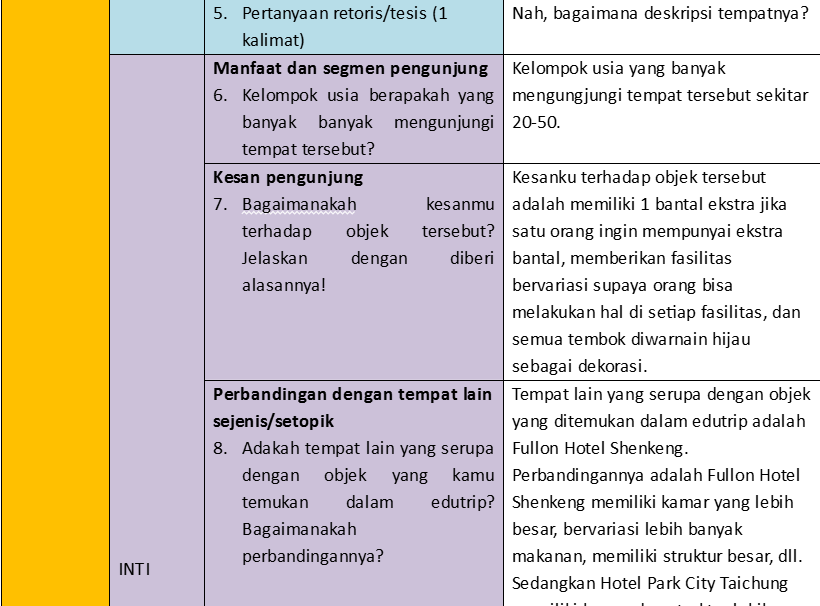 5. Pertanyaan retoris/tesis (1
kalimat)
Nah, bagaimana deskripsi tempatnya?
INTI
Manfaat dan segmen pengunjung
6. Kelompok usia berapakah yang
banyak banyak mengunjungi
tempat tersebut?
Kelompok usia yang banyak
mengungjungi tempat tersebut sekitar
20-50.
Kesan pengunjung
7. Bagaimanakah kesanmu
terhadap objek tersebut?
Jelaskan dengan diberi
alasannya!
Kesanku terhadap objek tersebut
adalah memiliki 1 bantal ekstra jika
satu orang ingin mempunyai ekstra
bantal, memberikan fasilitas
bervariasi supaya orang bisa
melakukan hal di setiap fasilitas, dan
semua tembok diwarnain hijau
sebagai dekorasi.
Perbandingan dengan tempat lain
sejenis/setopik
8. Adakah tempat lain yang serupa
dengan objek yang kamu
temukan dalam edutrip?
Bagaimanakah
perbandingannya?
Tempat lain yang serupa dengan objek
yang ditemukan dalam edutrip adalah
Fullon Hotel Shenkeng.
Perbandingannya adalah Fullon Hotel
Shenkeng memiliki kamar yang lebih
besar, bervariasi lebih banyak
makanan, memiliki struktur besar, dll.
Sedangkan Hotel Park City Taichung